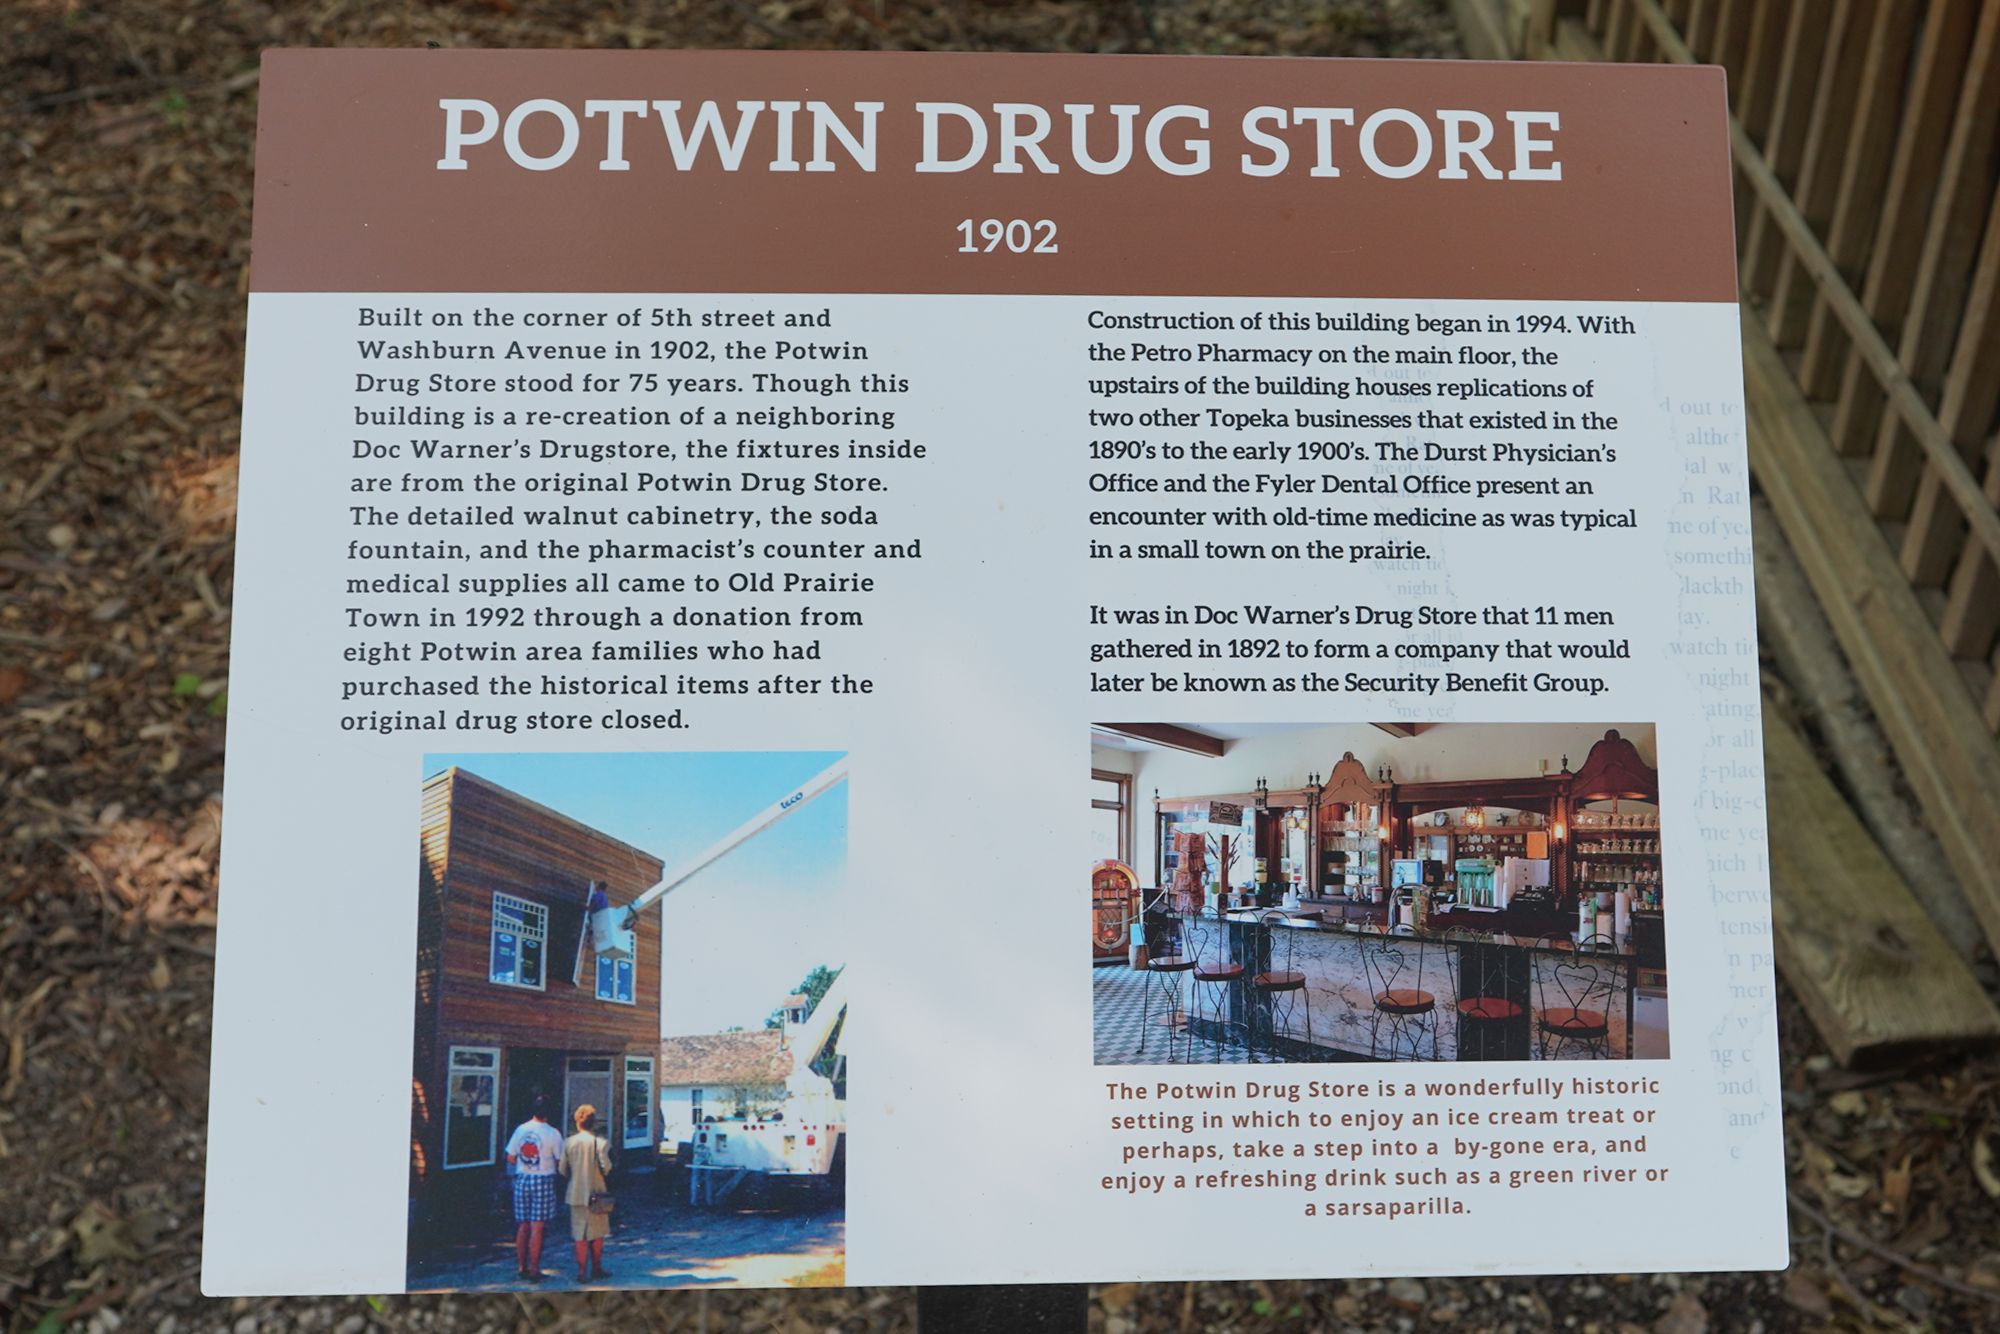 POTWIN DRUG STORE
1902
Built on the corner of 5th street and
Washburn Avenue in 1902, the Potwin
Drug Store stood for 75 years. Though this
building is a re-creation of a neighboring
Doc Warner's Drugstore, the fixtures inside
are from the original Potwin Drug Store.
The detailed walnut cabinetry, the soda
fountain, and the pharmacist's counter and
medical supplies all came to Old Prairie
Town in 1992 through a donation from
eight Potwin area families who had
purchased the historical items after the
original drug store closed.
Construction of this building began in 1994. With
the Petro Pharmacy on the main floor, the
upstairs of the building houses replications of
two other Topeka businesses that existed in the
1890's to the early 1900's. The Durst Physician's
Office and the Fyler Dental Office present an
encounter with old-time medicine as was typical
in a small town on the prairie.
It was in Doc Warner's Drug Store that 11 men
gathered in 1892 to form a company that would
later be known as the Security Benefit Group.
The Potwin Drug Store is a wonderfully historic
setting in which to enjoy an ice cream treat or
perhaps, take a step into a by-gone era, and
enjoy a refreshing drink such as a green river or
a sarsaparilla.